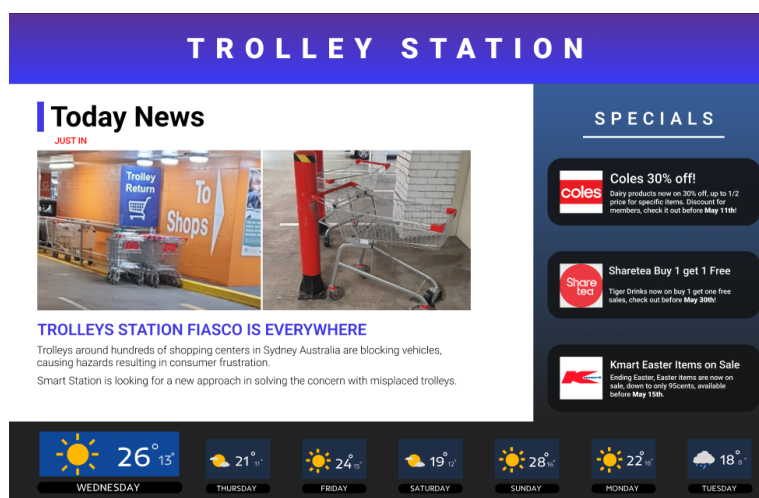 TROLLEY STATION
Today News
JUST IN
Trolley
Return
To
Shops
TROLLEYS STATION FIASCO IS EVERYWHERE
Trolleys around hundreds of shopping centers in Sydney Australia are blocking vehicles,
causing hazards resulting in consumer frustration.
Smart Station is looking for a new approach in solving the concern with misplaced trolleys.
SPECIALS
coles
Coles 30% off!
Dairy products now on 30% off, up to 1/2
price for specific items. Discount for
members, check it out before May 11th!
Share
tea
Sharetea Buy 1 get 1 Free
Tiger Drinks now on buy 1 get one free
sales, check out before May 30th!
K
Kmart Easter Items on Sale
Ending Easter, Easter items are now on
sale, down to only 95cents, available
before May 15th.
26° 13°
WEDNESDAY
21° 11°
THURSDAY
24° 15°
FRIDAY
19° 12°
SATURDAY
28° 16°
SUNDAY
22° 16°
MONDAY
18° 8°
TUESDAY